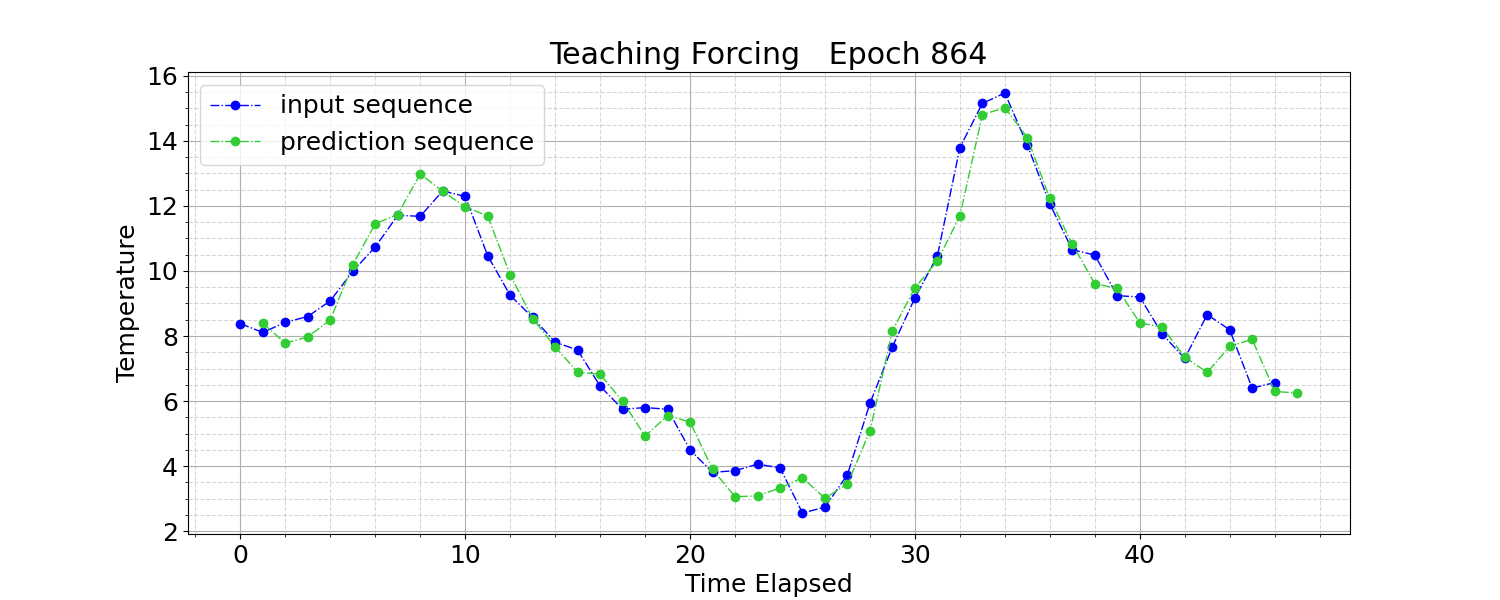 Teaching Forcing   Epoch 864
16
14
12
10
8
6
4
2
Temperature
input sequence
prediction sequence
0 10 20 30 40
Time Elapsed